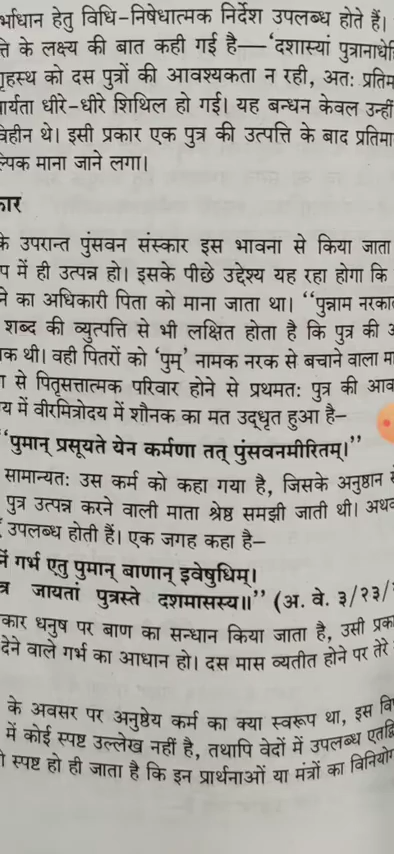 र्भाधान हेतु विधि-निषेधात्मक निर्देश उपलब्ध होते हैं।
त्ति के लक्ष्य की बात कही गई है—'दशास्यां पुत्रानाधेहि
गृहस्थ को दस पुत्रों की आवश्यकता न रही, अतः प्रतिम
ार्यता धीरे-धीरे शिथिल हो गई। यह बन्धन केवल उन्हीं
विहीन थे। इसी प्रकार एक पुत्र की उत्पत्ति के बाद प्रतिमा
ल्पिक माना जाने लगा।
कार
के उपरान्त पुंसवन संस्कार इस भावना से किया जाता
प में ही उत्पन्न हो। इसके पीछे उद्देश्य यह रहा होगा कि
ने का अधिकारी पिता को माना जाता था। ''पुन्नाम नरका
शब्द की व्युत्पत्ति से भी लक्षित होता है कि पुत्र की अ
क थी। वही पितरों को 'पुम्' नामक नरक से बचाने वाला मा
ा से पितृसत्तात्मक परिवार होने से प्रथमतः पुत्र की आव
य में वीरमित्रोदय में शौनक का मत उद्धृत हुआ है—
''पुमान् प्रसूयते येन कर्मणा तत् पुंसवनमीरितम्।''
सामान्यतः उस कर्म को कहा गया है, जिसके अनुष्ठान से
पुत्र उत्पन्न करने वाली माता श्रेष्ठ समझी जाती थी। अथव
उपलब्ध होती हैं। एक जगह कहा है—
नें गर्भ एतु पुमान् बाणान् इवेषुधिम्।
त्र जायतां पुत्रस्ते दशमासस्य॥'' (अ. वे. ३/२३/
कार धनुष पर बाण का सन्धान किया जाता है, उसी प्रका
देने वाले गर्भ का आधान हो। दस मास व्यतीत होने पर तेरे
के अवसर पर अनुष्ठेय कर्म का क्या स्वरूप था, इस वि
में कोई स्पष्ट उल्लेख नहीं है, तथापि वेदों में उपलब्ध एतद्वि
ो स्पष्ट हो ही जाता है कि इन प्रार्थनाओं या मंत्रों का विनियोग